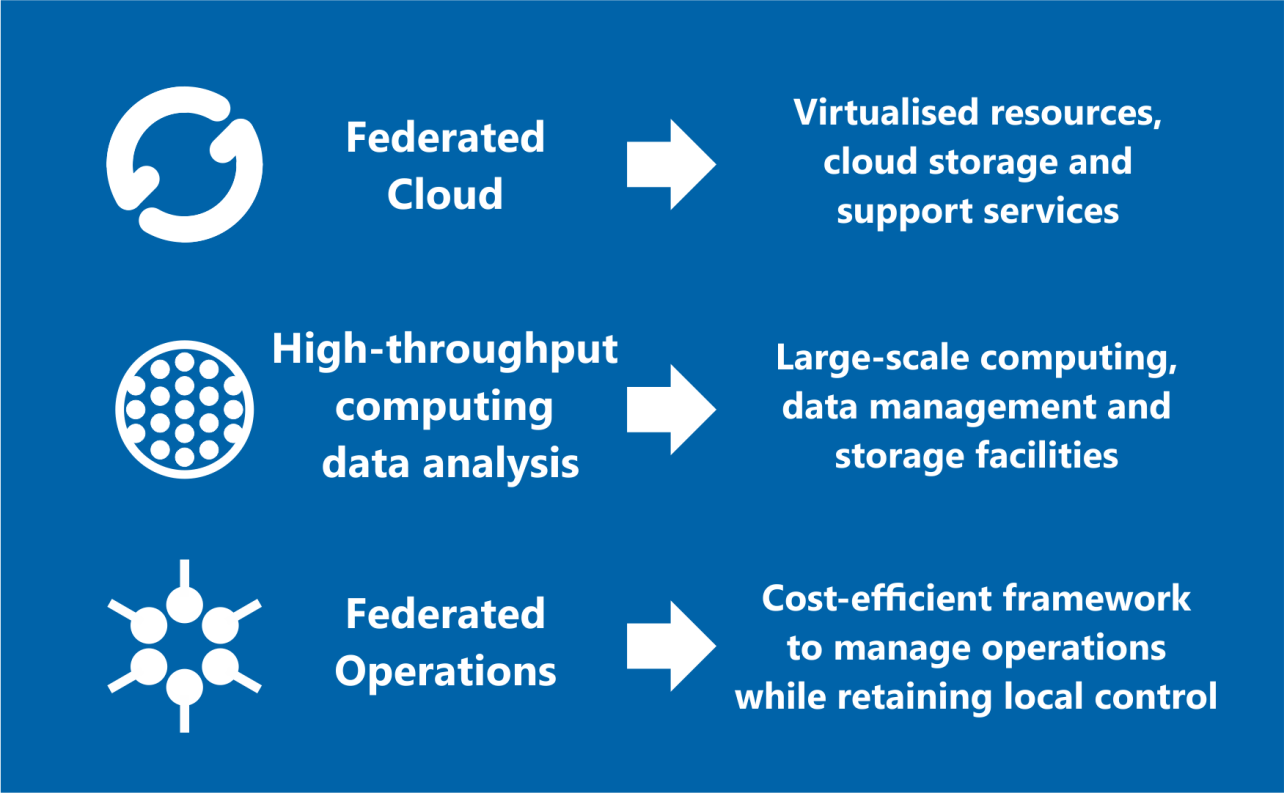 Federated
Cloud
Virtualised resources,
cloud storage and
support services
High-throughput
computing
data analysis
Large-scale computing,
data management and
storage facilities
Federated
Operations
Cost-efficient framework
to manage operations
while retaining local control